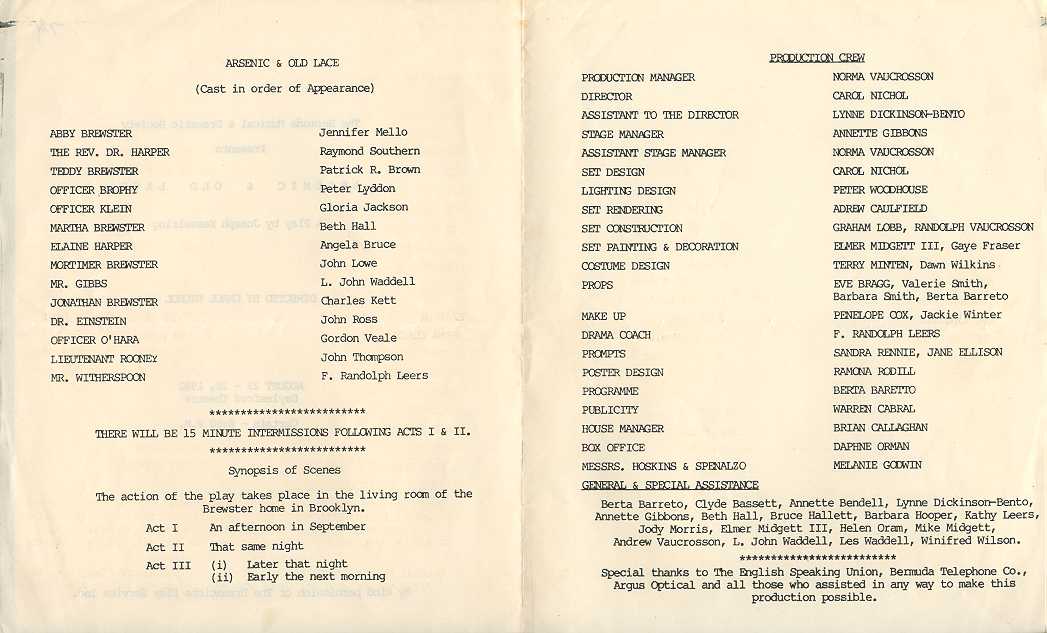 ARSENIC & OLD LACE
(Cast in order of Appearance)
ABBY BREWSTER Jennifer Mello
THE REV. DR. HARPER Raymond Southern
TEDDY BREWSTER Patrick R. Brown
OFFICER BROPHY Peter Lyddon
OFFICER KLEIN Gloria Jackson
MARTHA BREWSTER Beth Hall
ELAINE HARPER Angela Bruce
MORTIMER BREWSTER John Lowe
MR. GIBBS L. John Waddell
JONATHAN BREWSTER Charles Kett
DR. EINSTEIN John Ross
OFFICER O'HARA Gordon Veale
LIEUTENANT ROONEY John Thompson
MR. WITHERSPOON F. Randolph Leers
*************************
THERE WILL BE 15 MINUTE INTERMISSIONS FOLLOWING ACTS I & II.
*************************
Synopsis of Scenes
The action of the play takes place in the living room of the
Brewster home in Brooklyn.
Act I An afternoon in September
Act II That same night
Act III (i) Later that night
(ii) Early the next morning
PRODUCTION CREW
PRODUCTION MANAGER NORMA VAUCROSSON
DIRECTOR CAROL NICHOL
ASSISTANT TO THE DIRECTOR LYNNE DICKINSON-BENTO
STAGE MANAGER ANNETTE GIBBONS
ASSISTANT STAGE MANAGER NORMA VAUCROSSON
SET DESIGN CAROL NICHOL
LIGHTING DESIGN PETER WOODHOUSE
SET RENDERING ADREW CAULFIELD
SET CONSTRUCTION GRAHAM LOBB, RANDOLPH VAUCROSSON
SET PAINTING & DECORATION ELMER MIDGETT III, Gaye Fraser
COSTUME DESIGN TERRY MINTEN, Dawn Wilkins
PROPS EVE BRAGG, Valerie Smith,
Barbara Smith, Berta Barreto
MAKE UP PENELOPE COX, Jackie Winter
DRAMA COACH F. RANDOLPH LEERS
PROMPTS SANDRA RENNIE, JANE ELLISON
POSTER DESIGN RAMONA RODILL
PROGRAMME BERTA BARETTO
PUBLICITY WARREN CABRAL
HOUSE MANAGER BRIAN CALLAGHAN
BOX OFFICE DAPHNE ORMAN
MESSRS. HOSKINS & SPENALZO MELANIE GODWIN
GENERAL & SPECIAL ASSISTANCE
Berta Barreto, Clyde Bassett, Annette Bendell, Lynne Dickinson-Bento,
Annette Gibbons, Beth Hall, Bruce Hallett, Barbara Hooper, Kathy Leers,
Jody Morris, Elmer Midgett III, Helen Oram, Mike Midgett,
Andrew Vaucrosson, L. John Waddell, Les Waddell, Winifred Wilson.
*************************
Special thanks to The English Speaking Union, Bermuda Telephone Co.,
Argus Optical and all those who assisted in any way to make this
production possible.